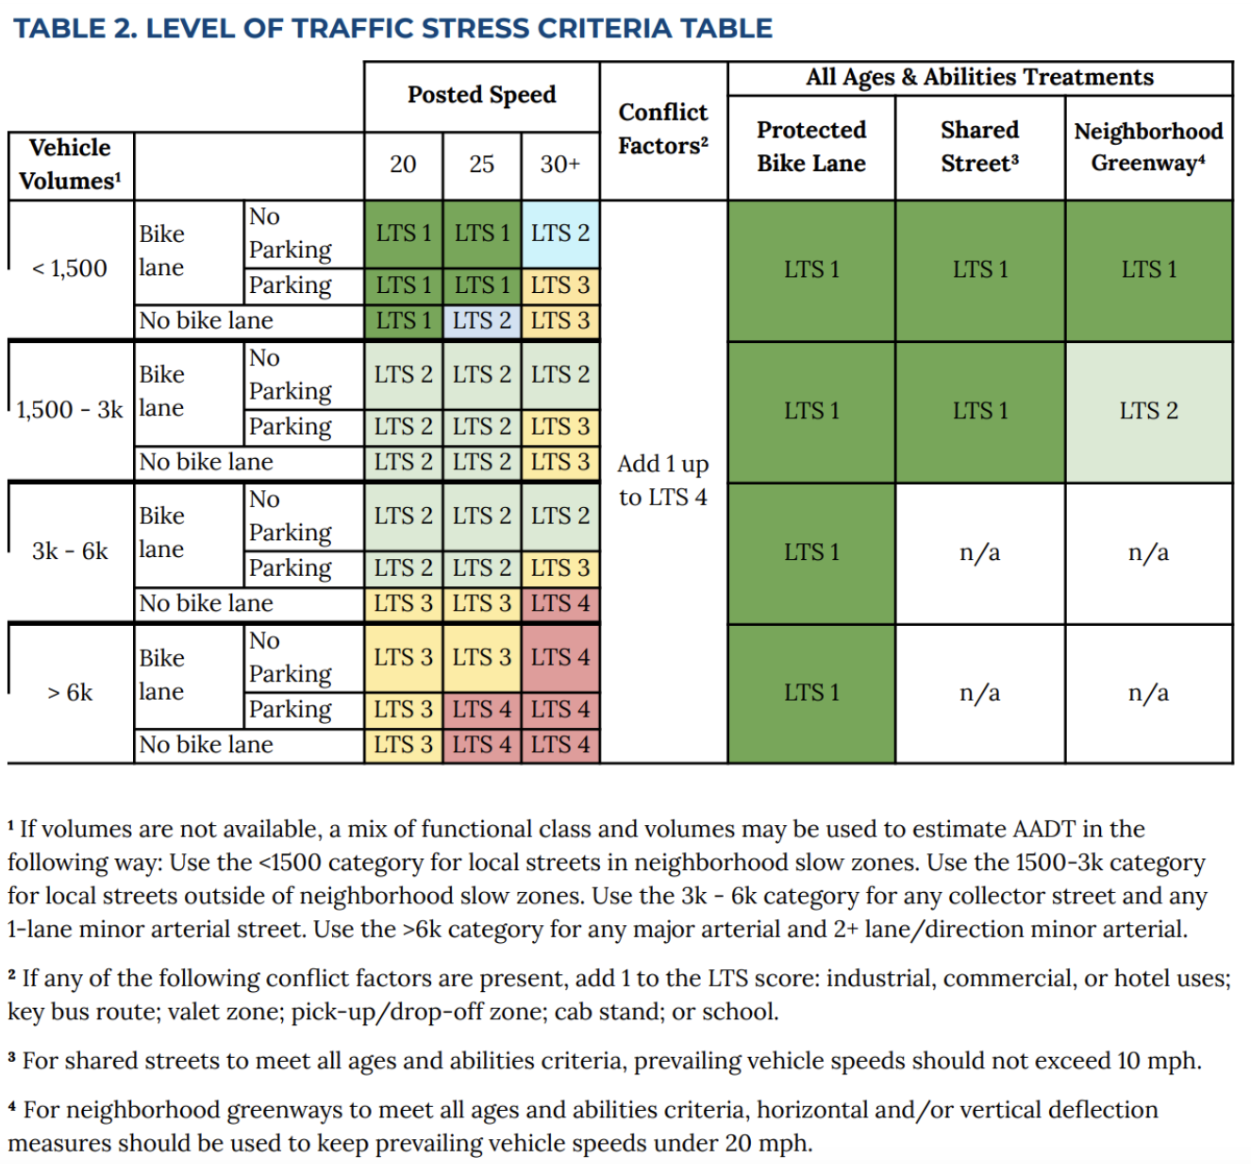 TABLE 2. LEVEL OF TRAFFIC STRESS CRITERIA TABLE
Posted Speed
Conflict
Factors²
All Ages & Abilities Treatments
Vehicle
Volumes¹
20
25
30+
Protected
Bike Lane
Shared
Street³
Neighborhood
Greenway⁴
< 1,500
Bike
lane
No
Parking
LTS 1
LTS 1
LTS 2
Parking
LTS 1
LTS 1
LTS 3
No bike lane
LTS 1
LTS 2
LTS 3
LTS 1
LTS 1
LTS 1
1,500 - 3k
Bike
lane
No
Parking
LTS 2
LTS 2
LTS 2
Parking
LTS 2
LTS 2
LTS 3
No bike lane
LTS 2
LTS 2
LTS 3
Add 1 up
to LTS 4
LTS 1
LTS 1
LTS 2
3k - 6k
Bike
lane
No
Parking
LTS 2
LTS 2
LTS 2
Parking
LTS 2
LTS 2
LTS 3
No bike lane
LTS 3
LTS 3
LTS 4
LTS 1
n/a
n/a
> 6k
Bike
lane
No
Parking
LTS 3
LTS 3
LTS 4
Parking
LTS 3
LTS 4
LTS 4
No bike lane
LTS 3
LTS 4
LTS 4
LTS 1
n/a
n/a
¹ If volumes are not available, a mix of functional class and volumes may be used to estimate AADT in the
following way: Use the <1500 category for local streets in neighborhood slow zones. Use the 1500-3k category
for local streets outside of neighborhood slow zones. Use the 3k - 6k category for any collector street and any
1-lane minor arterial street. Use the >6k category for any major arterial and 2+ lane/direction minor arterial.
² If any of the following conflict factors are present, add 1 to the LTS score: industrial, commercial, or hotel uses;
key bus route; valet zone; pick-up/drop-off zone; cab stand; or school.
³ For shared streets to meet all ages and abilities criteria, prevailing vehicle speeds should not exceed 10 mph.
⁴ For neighborhood greenways to meet all ages and abilities criteria, horizontal and/or vertical deflection
measures should be used to keep prevailing vehicle speeds under 20 mph.